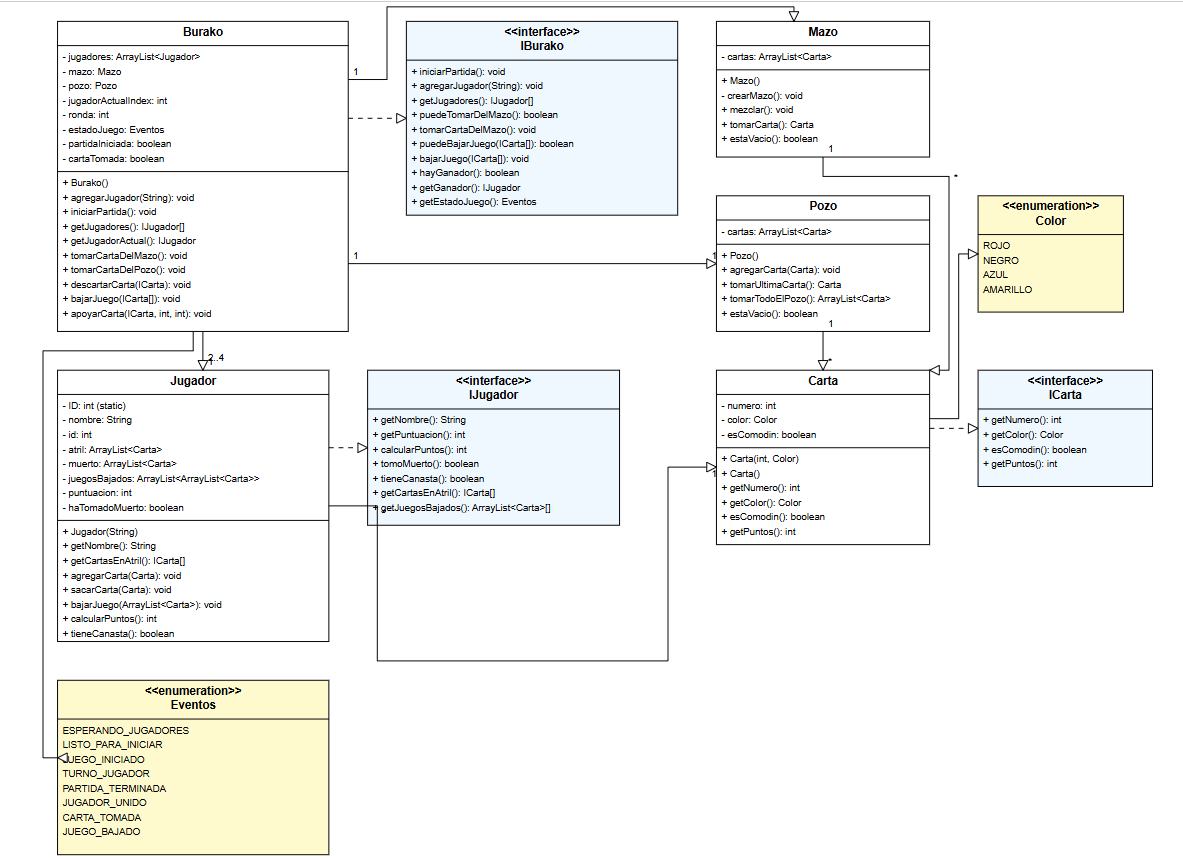 Burako
- jugadores: ArrayList<Jugador>
- mazo: Mazo
- pozo: Pozo
- jugadorActualIndex: int
- ronda: int
- estadoJuego: Eventos
- partidaIniciada: boolean
- cartaTomada: boolean
+ Burako()
+ agregarJugador(String): void
+ iniciarPartida(): void
+ getJugadores(): IJugador[]
+ getJugadorActual(): IJugador
+ tomarCartaDelMazo(): void
+ tomarCartaDelPozo(): void
+ descartarCarta(ICarta): void
+ bajarJuego(ICarta[]): void
+ apoyarCarta(ICarta, int, int): void
1
1
<<interface>>
IBurako
+ iniciarPartida(): void
+ agregarJugador(String): void
+ getJugadores(): IJugador[]
+ puedeTomarDelMazo(): boolean
+ tomarCartaDelMazo(): void
+ puedeBajarJuego(ICarta[]): boolean
+ bajarJuego(ICarta[]): void
+ hayGanador(): boolean
+ getGanador(): IJugador
+ getEstadoJuego(): Eventos
Mazo
- cartas: ArrayList<Carta>
+ Mazo()
- crearMazo(): void
+ mezclar(): void
+ tomarCarta(): Carta
+ estaVacio(): boolean
1
*
Pozo
- cartas: ArrayList<Carta>
1
+ Pozo()
+ agregarCarta(Carta): void
+ tomarUltimaCarta(): Carta
+ tomarTodoElPozo(): ArrayList<Carta>
+ estaVacio(): boolean
1
*
<<enumeration>>
Color
ROJO
NEGRO
AZUL
AMARILLO
2..4
1
Jugador
- ID: int (static)
- nombre: String
- id: int
- atril: ArrayList<Carta>
- muerto: ArrayList<Carta>
- juegosBajados: ArrayList<ArrayList<Carta>>
- puntuacion: int
- haTomadoMuerto: boolean
+ Jugador(String)
+ getNombre(): String
+ getCartasEnAtril(): ICarta[]
+ agregarCarta(Carta): void
+ sacarCarta(Carta): void
+ bajarJuego(ArrayList<Carta>): void
+ calcularPuntos(): int
+ tieneCanasta(): boolean
<<interface>>
IJugador
+ getNombre(): String
+ getPuntuacion(): int
+ calcularPuntos(): int
+ tomoMuerto(): boolean
+ tieneCanasta(): boolean
+ getCartasEnAtril(): ICarta[]
+ getJuegosBajados(): ArrayList<Carta>[]
Carta
- numero: int
- color: Color
- esComodin: boolean
+ Carta(int, Color)
+ Carta()
1
+ getNumero(): int
+ getColor(): Color
+ esComodin(): boolean
+ getPuntos(): int
<<interface>>
ICarta
+ getNumero(): int
+ getColor(): Color
+ esComodin(): boolean
+ getPuntos(): int
<<enumeration>>
Eventos
ESPERANDO_JUGADORES
LISTO_PARA_INICIAR
JUEGO_INICIADO
TURNO_JUGADOR
PARTIDA_TERMINADA
JUGADOR_UNIDO
CARTA_TOMADA
JUEGO_BAJADO